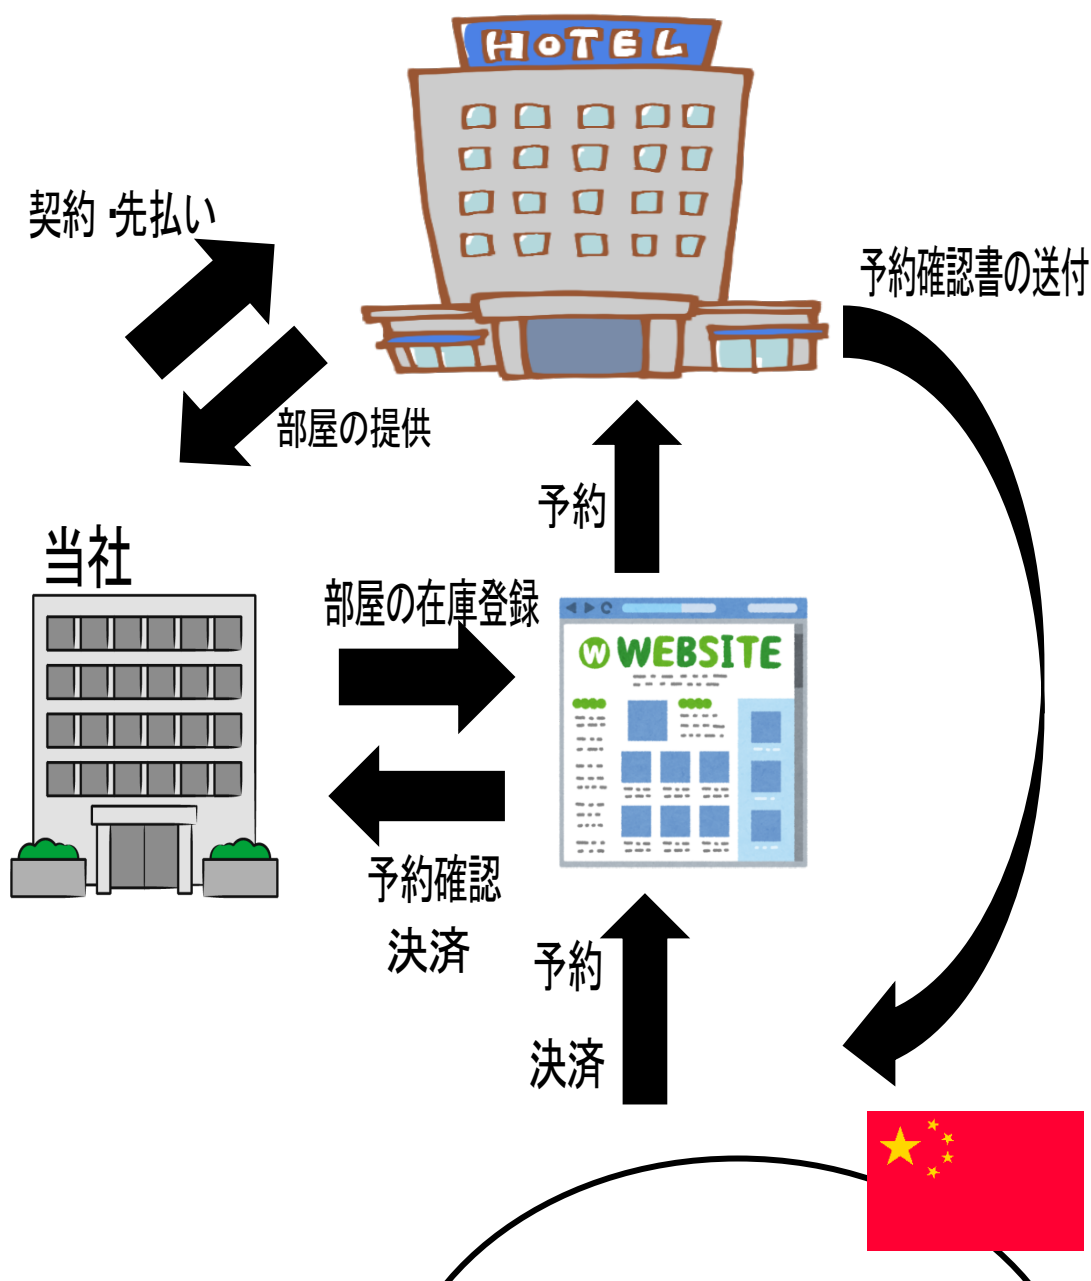 HOTEL
契約・先払い
予約確認書の送付
部屋の提供
予約
当社
部屋の在庫登録
W WEBSITE
予約確認
決済
予約
決済